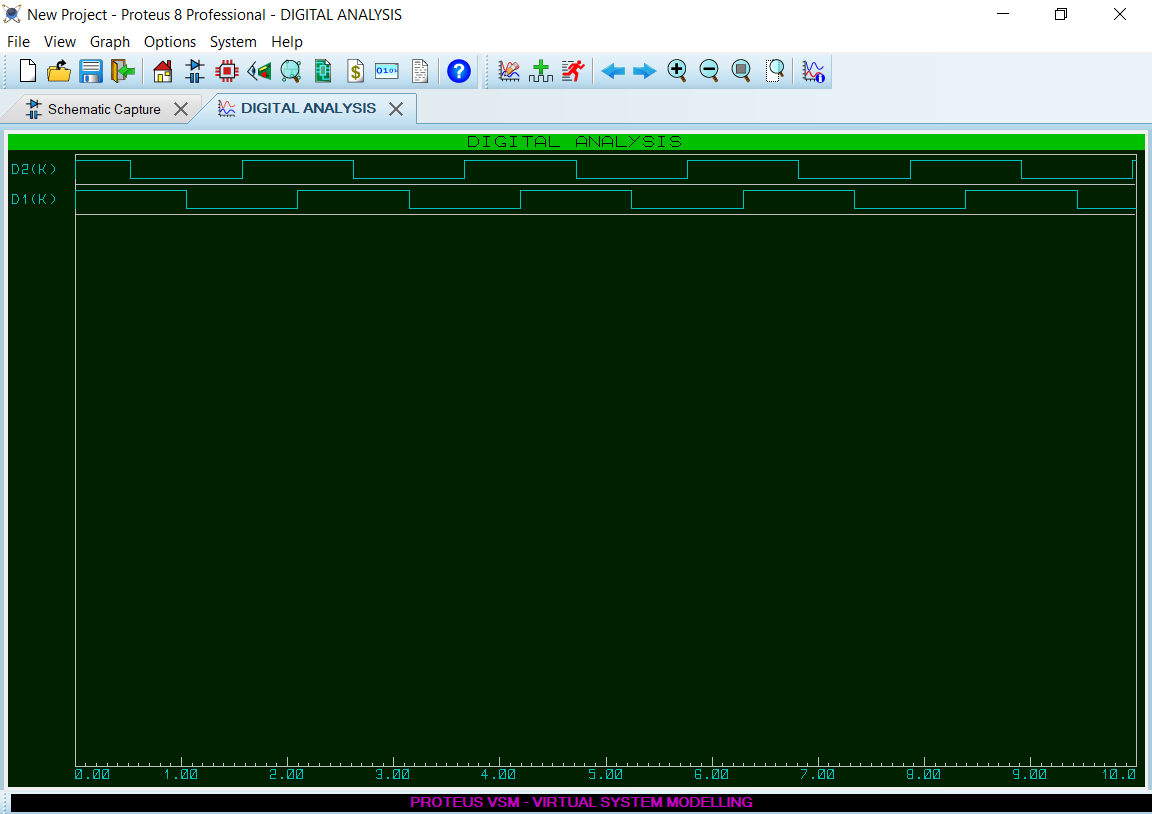 New Project - Proteus 8 Professional - DIGITAL ANALYSIS
File View Graph Options System Help
$ 0101 ?
Schematic Capture DIGITAL ANALYSIS
DIGITAL ANALYSIS
D2(K)
D1(K)
0.00 1.00 2.00 3.00 4.00 5.00 6.00 7.00 8.00 9.00 10.0
PROTEUS VSM - VIRTUAL SYSTEM MODELLING